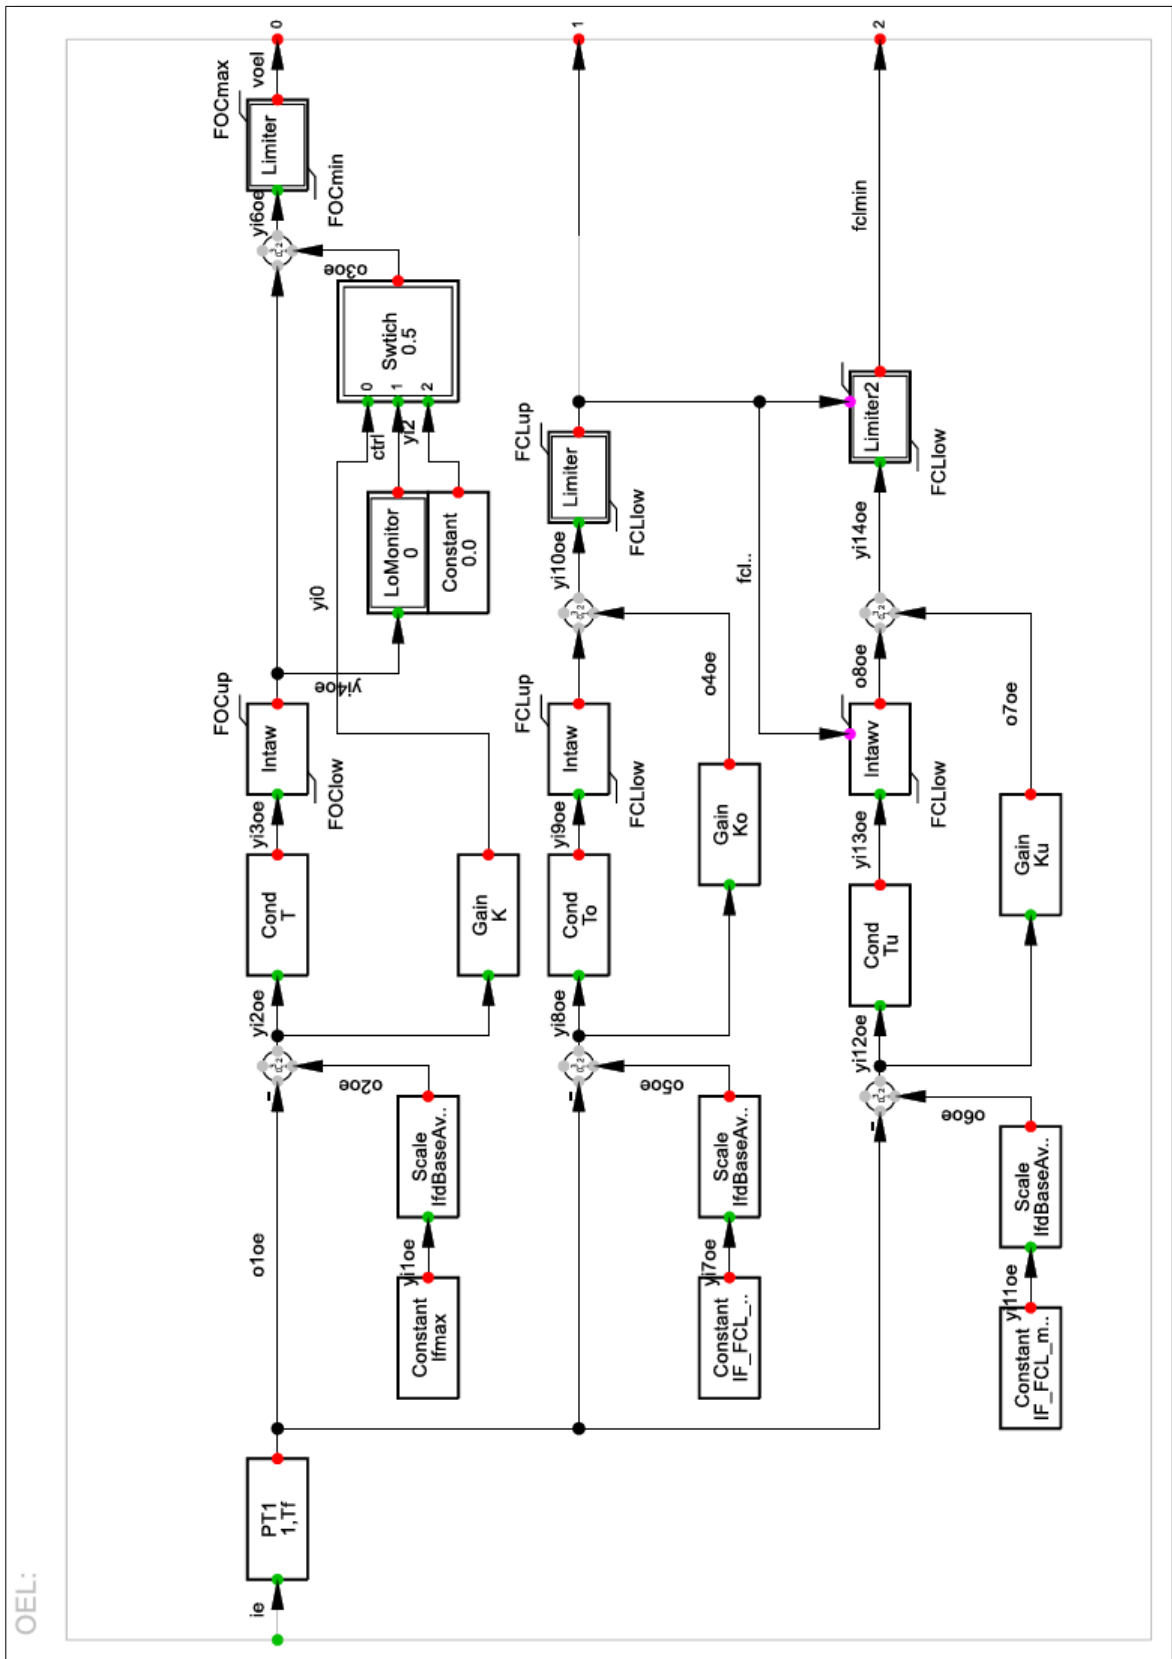 OEL:
ie
PT1
1,Tf
o1oe
Constant
Ifmax
yi1oe
Scale
IfdBaseAv..
o2oe
-
yi2oe
Cond
T
yi3oe
Intaw
FOCup
FOClow
Gain
K
yi4oe
yi0
LoMonitor
0
Constant
0.0
ctrl
yi2
0
1
2
Swtich
0.5
o3oe
yi6oe
Limiter
FOCmax
FOCmin
voel
0
Constant
IF_FCL_..
yi7oe
Scale
IfdBaseAv..
o5oe
-
yi8oe
Cond
To
yi9oe
Intaw
FCLup
FCLlow
Gain
Ko
o4oe
yi10oe
Limiter
FCLup
FCLlow
fcl..
1
Constant
IF_FCL_m..
yi11oe
Scale
IfdBaseAv..
o6oe
-
yi12oe
Cond
Tu
yi13oe
Intawv
FCLlow
Gain
Ku
o7oe
o8oe
yi14oe
Limiter2
FCLlow
fclmin
2